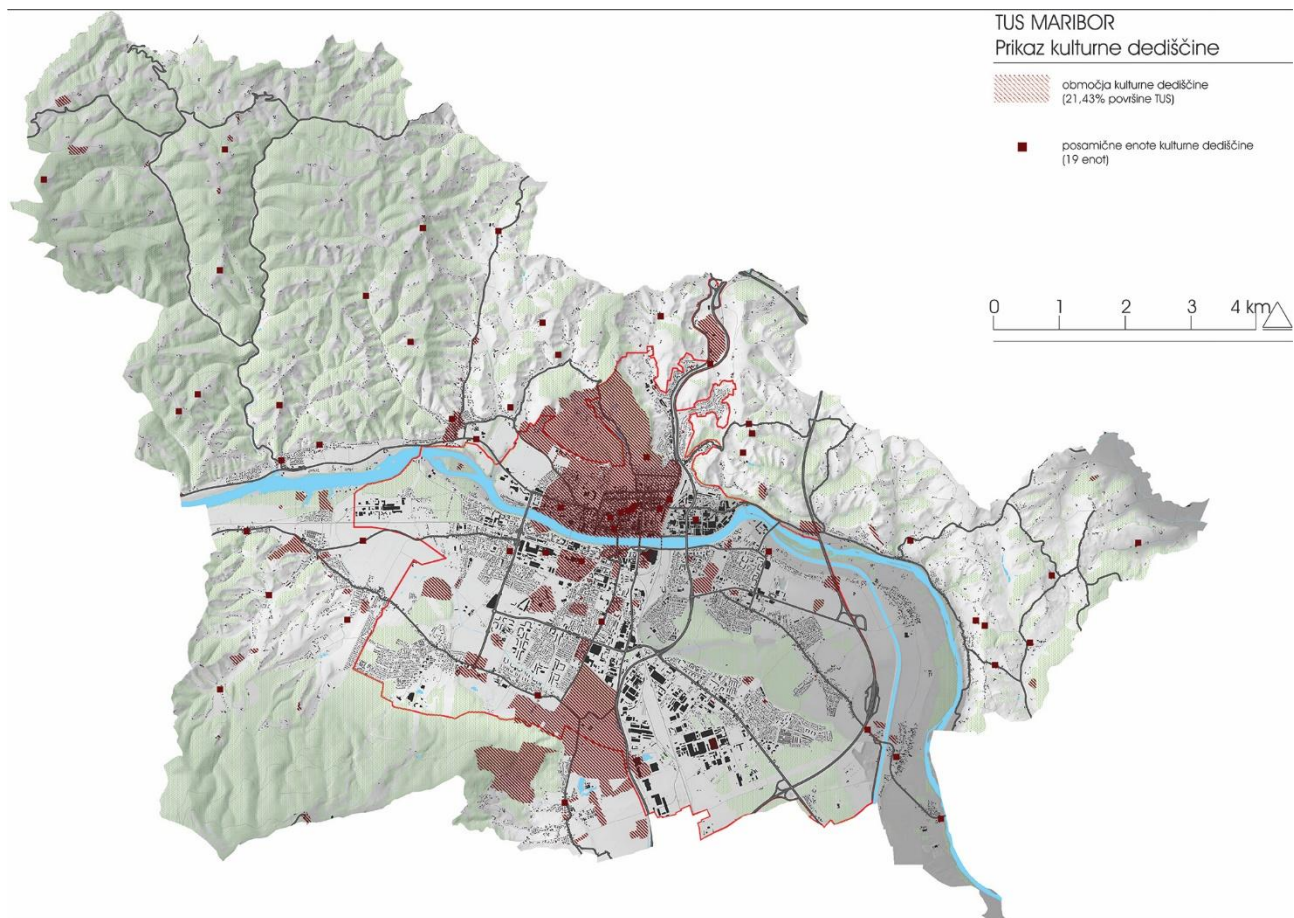 TUS MARIBOR
Prikaz kulturne dediščine
območja kulturne dediščine
(21,43% površine TUS)
posamične enote kulturne dediščine
(19 enot)
0 1 2 3 4 km